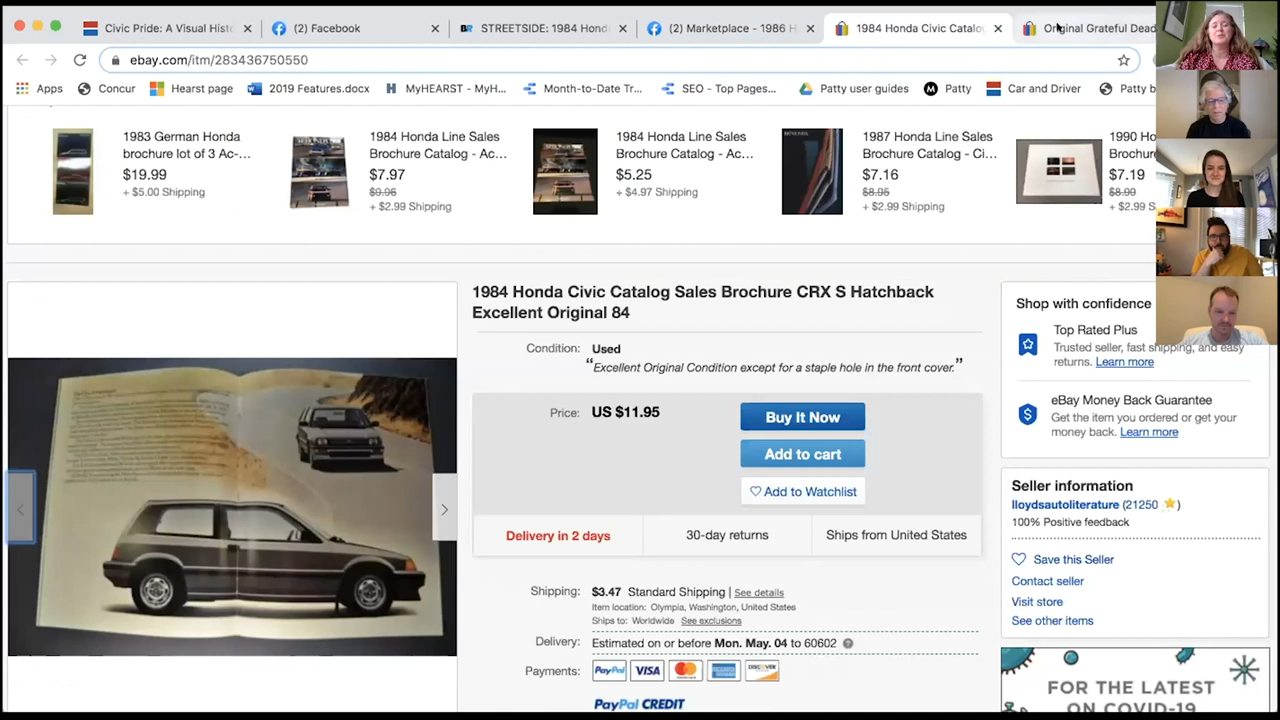 Civic Pride: A Visual Hist
(2) Facebook
STREETSIDE: 1984 Hond
(2) Marketplace - 1986 H
1984 Honda Civic Catalog
Original Grateful Dead
ebay.com/itm/283436750550
Apps
Concur
Hearst page
2019 Features.docx
MyHEARST - MyH...
Month-to-Date Tr...
SEO - Top Pages...
Patty user guides
Patty
Car and Driver
Patty b
1983 German Honda
brochure lot of 3 Ac-...
$19.99
+ $5.00 Shipping
1984 Honda Line Sales
Brochure Catalog - Ac...
$7.97
$9.96
+ $2.99 Shipping
1984 Honda Line Sales
Brochure Catalog - Ac...
$5.25
+ $4.97 Shipping
1987 Honda Line Sales
Brochure Catalog - Ci...
$7.16
$8.95
+ $2.99 Shipping
1990 Ho
Brochure
$7.19
$8.99
+ $2.99 S
1984 Honda Civic Catalog Sales Brochure CRX S Hatchback
Excellent Original 84
Condition: Used
“Excellent Original Condition except for a staple hole in the front cover.”
Price: US $11.95
Buy It Now
Add to cart
Add to Watchlist
Delivery in 2 days
30-day returns
Ships from United States
Shipping: $3.47 Standard Shipping | See details
Item location: Olympia, Washington, United States
Ships to: Worldwide See exclusions
Delivery: Estimated on or before Mon. May. 04 to 60602
Payments: PayPal VISA DISCOVER
PayPal CREDIT
Shop with confidence
Top Rated Plus
Trusted seller, fast shipping, and easy
returns. Learn more
eBay Money Back Guarantee
Get the item you ordered or get your
money back. Learn more
Seller information
lloydsautoliterature (21250 )
100% Positive feedback
Save this Seller
Contact seller
Visit store
See other items
FOR THE LATEST
ON COVID-19